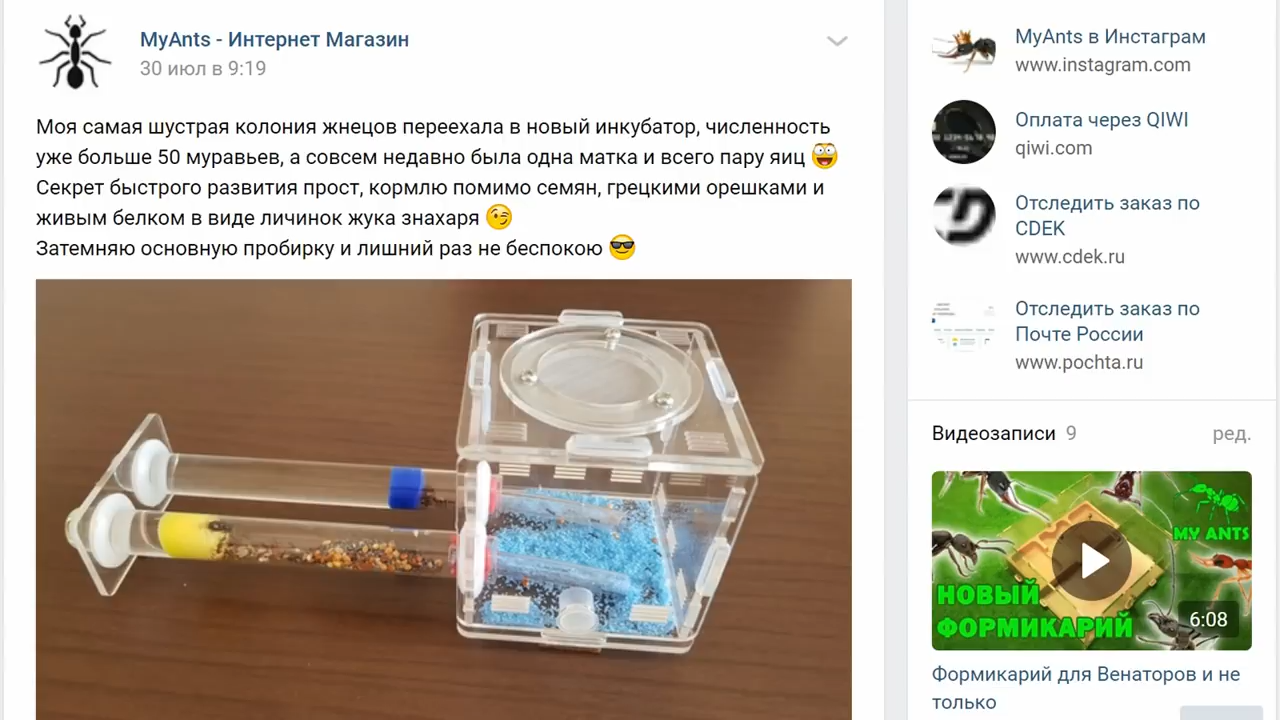 MyAnts - Интернет Магазин
30 июл в 9:19
Моя самая шустрая колония жнецов переехала в новый инкубатор, численность
уже больше 50 муравьев, а совсем недавно была одна матка и всего пару яиц
Секрет быстрого развития прост, кормлю помимо семян, грецкими орешками и
живым белком в виде личинок жука знахаря
Затемняю основную пробирку и лишний раз не беспокою
MyAnts в Инстаграм
www.instagram.com
Оплата через QIWI
qiwi.com
Отследить заказ по
CDEK
www.cdek.ru
Отследить заказ по
Почте России
www.pochta.ru
Видеозаписи 9
ред.
MY ANTS
НОВЫЙ
ФОРМИКАРИЙ
6:08
Формикарий для Венаторов и не
только